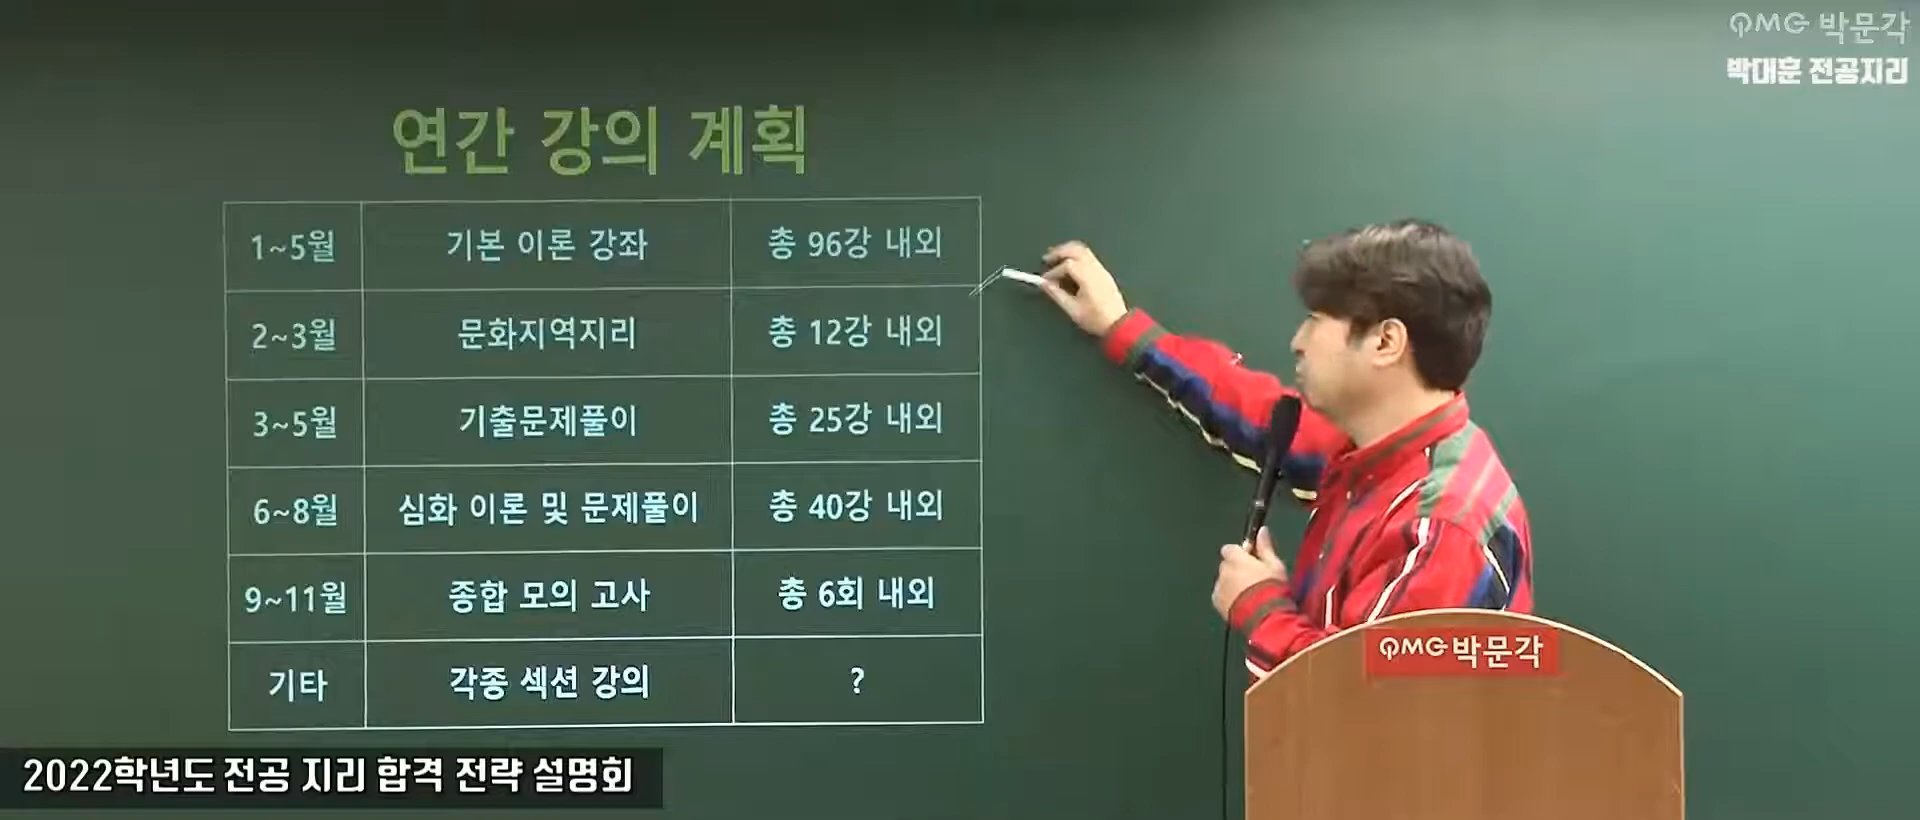 PMG 박문각
박대훈 전공지리
연간 강의 계획
1~5월 기본 이론 강좌 총 96강 내외
2~3월 문화지역지리 총 12강 내외
3~5월 기출문제풀이 총 25강 내외
6~8월 심화 이론 및 문제풀이 총 40강 내외
9~11월 종합 모의 고사 총 6회 내외
기타 각종 섹션 강의 ?
PMG 박문각
2022학년도 전공 지리 합격 전략 설명회